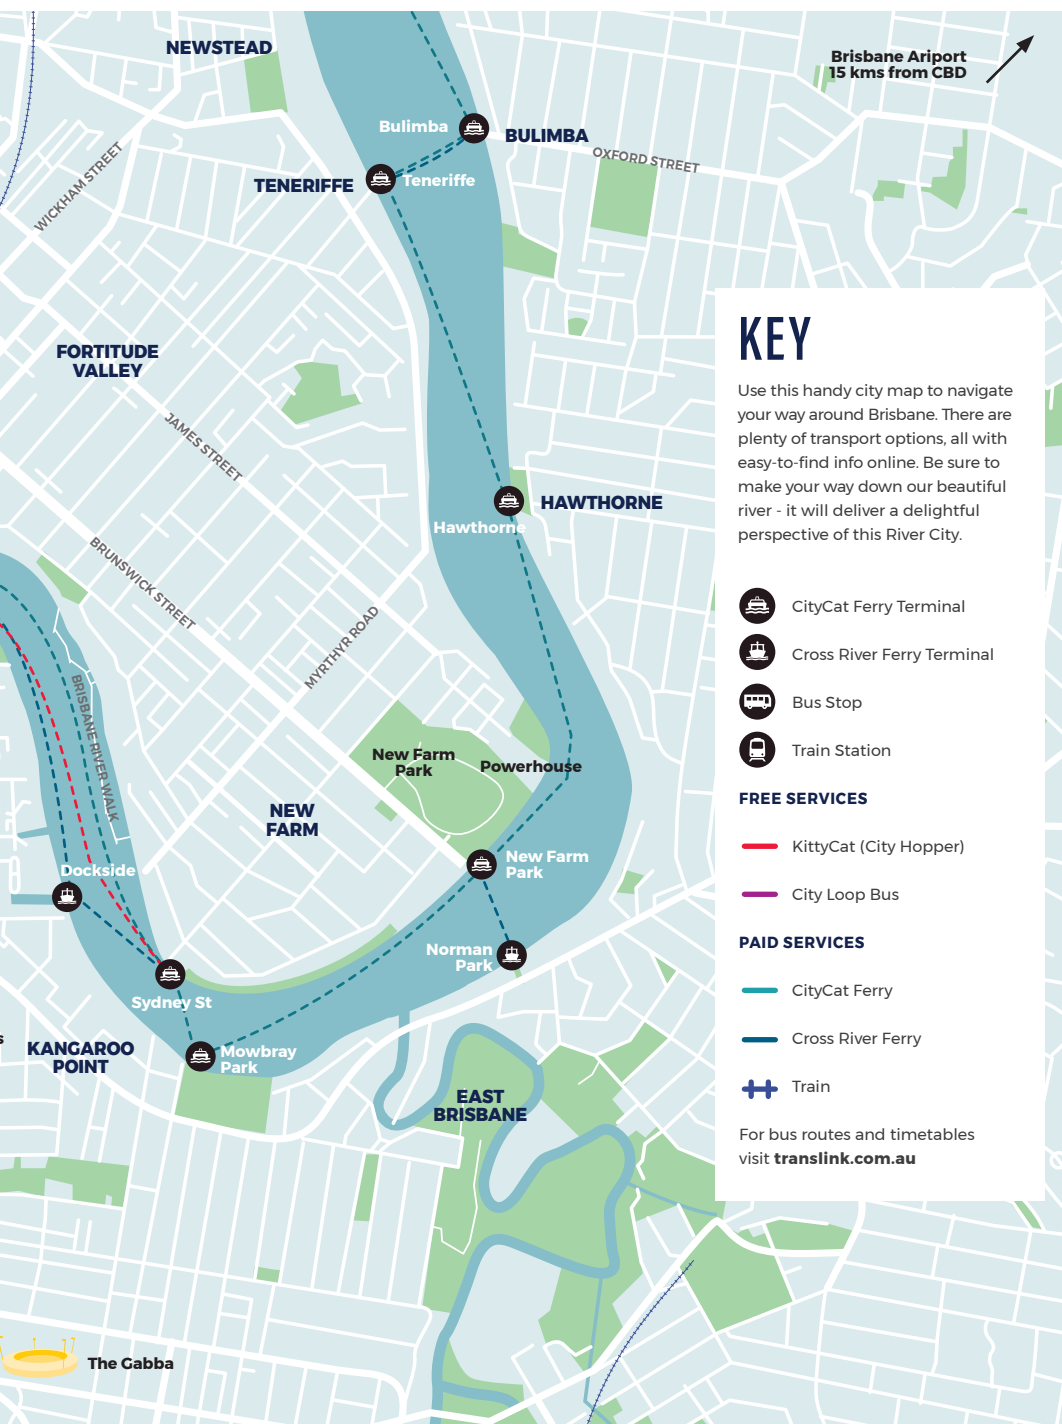 NEWSTEAD
Brisbane Ariport
15 kms from CBD
Bulimba
BULIMBA
OXFORD STREET
WICKHAM STREET
TENERIFFE
Teneriffe
FORTITUDE
VALLEY
JAMES STREET
HAWTHORNE
Hawthorne
BRUNSWICK STREET
MYRTHYR ROAD
BRISBANE RIVER WALK
New Farm
Park
Powerhouse
NEW
FARM
New Farm
Park
Dockside
Norman
Park
Sydney St
s
KANGAROO
POINT
Mowbray
Park
EAST
BRISBANE
The Gabba
KEY
Use this handy city map to navigate
your way around Brisbane. There are
plenty of transport options, all with
easy-to-find info online. Be sure to
make your way down our beautiful
river - it will deliver a delightful
perspective of this River City.
CityCat Ferry Terminal
Cross River Ferry Terminal
Bus Stop
Train Station
FREE SERVICES
KittyCat (City Hopper)
City Loop Bus
PAID SERVICES
CityCat Ferry
Cross River Ferry
Train
For bus routes and timetables
visit translink.com.au